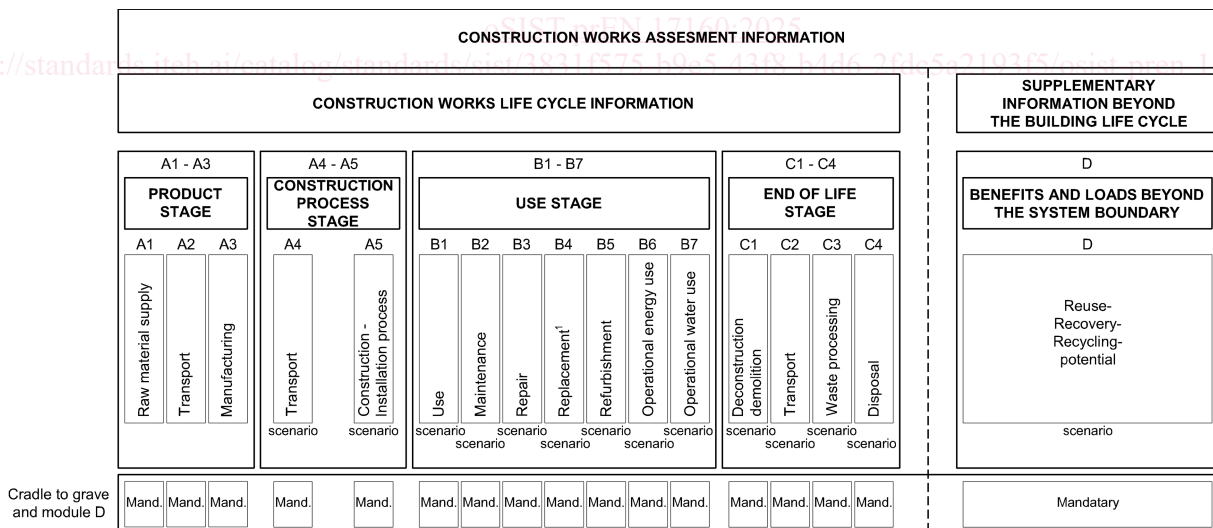 oSIST prEN 17160:2025
CONSTRUCTION WORKS ASSESMENT INFORMATION
://standards.iteh.ai/catalog/standards/sist/3831f575-b9e5-43f8-b4d6-2fdc5a2193f5/osist-pren-1
CONSTRUCTION WORKS LIFE CYCLE INFORMATION
SUPPLEMENTARY
INFORMATION BEYOND
THE BUILDING LIFE CYCLE
A1 - A3
A4 - A5
B1 - B7
C1 - C4
D
PRODUCT
STAGE
CONSTRUCTION
PROCESS
STAGE
USE STAGE
END OF LIFE
STAGE
BENEFITS AND LOADS BEYOND
THE SYSTEM BOUNDARY
A1 A2 A3 A4 A5 B1 B2 B3 B4 B5 B6 B7 C1 C2 C3 C4 D
Raw material supply
Transport
Manufacturing
Transport
Construction -
Installation process
Use
Maintenance
Repair
Replacement¹
Refurbishment
Operational energy use
Operational water use
Deconstruction
demolition
Transport
Waste processing
Disposal
Reuse-
Recovery-
Recycling-
potential
scenario scenario scenario scenario scenario scenario scenario scenario scenario scenario scenario scenario scenario scenario
Cradle to grave
and module D
Mand. Mand. Mand. Mand. Mand. Mand. Mand. Mand. Mand. Mand. Mand. Mand. Mand. Mand. Mand. Mand. Mandatary